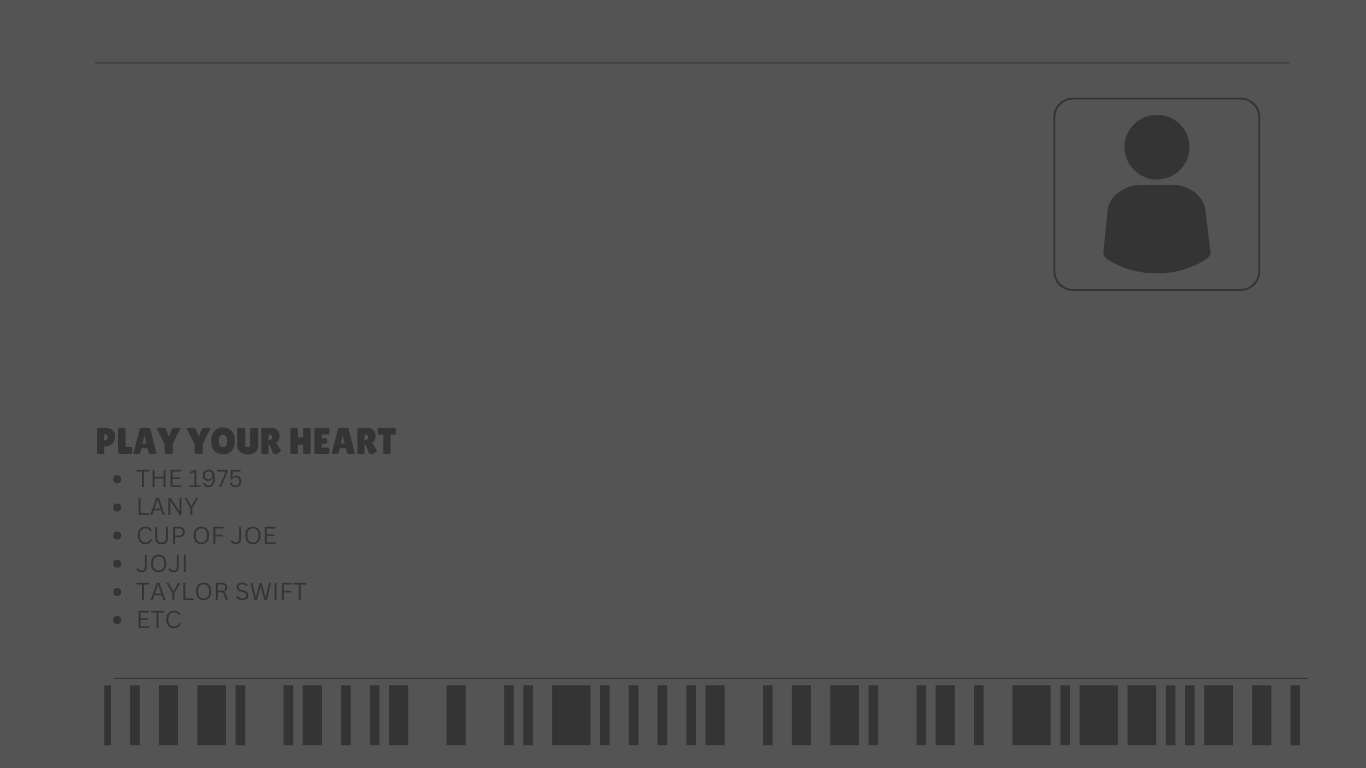 PLAY YOUR HEART
• THE 1975
• LANY
• CUP OF JOE
• JOJI
• TAYLOR SWIFT
• ETC